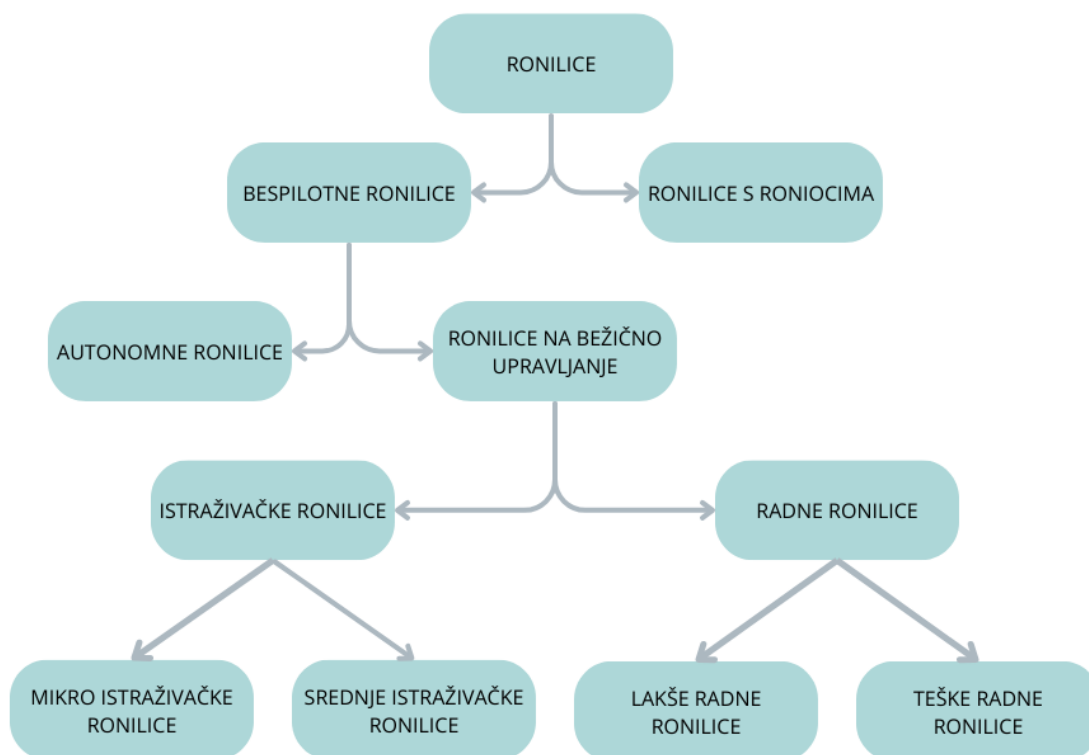 RONILICE
BESPILOTNE RONILICE
RONILICE S RONIOCIMA
AUTONOMNE RONILICE
RONILICE NA BEŽIČNO
UPRAVLJANJE
ISTRAŽIVAČKE RONILICE
RADNE RONILICE
MIKRO ISTRAŽIVAČKE
RONILICE
SREDNJE ISTRAŽIVAČKE
RONILICE
LAKŠE RADNE
RONILICE
TEŠKE RADNE
RONILICE